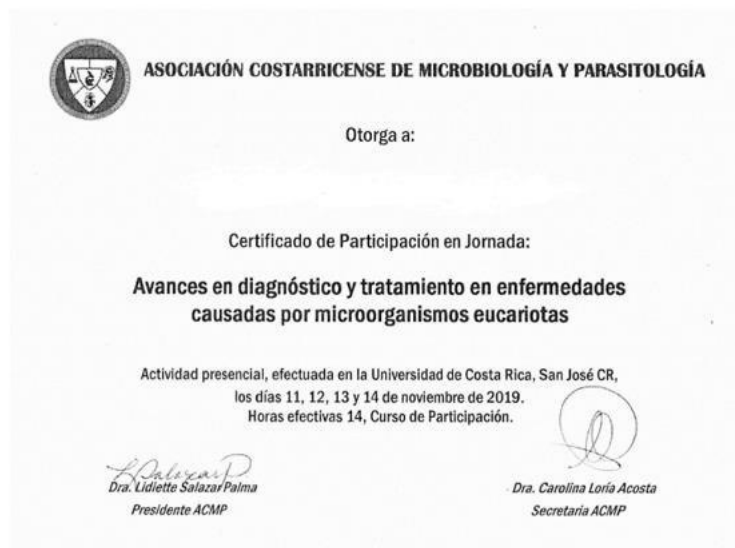 ASOCIACIÓN COSTARRICENSE DE MICROBIOLOGÍA Y PARASITOLOGÍA
Otorga a:
Certificado de Participación en Jornada:
Avances en diagnóstico y tratamiento en enfermedades
causadas por microorganismos eucariotas
Actividad presencial, efectuada en la Universidad de Costa Rica, San José CR,
los días 11, 12, 13 y 14 de noviembre de 2019.
Horas efectivas 14, Curso de Participación.
L Salazar P
Dra. Lidiette Salazar Palma
Presidente ACMP
Dra. Carolina Loría Acosta
Secretaria ACMP